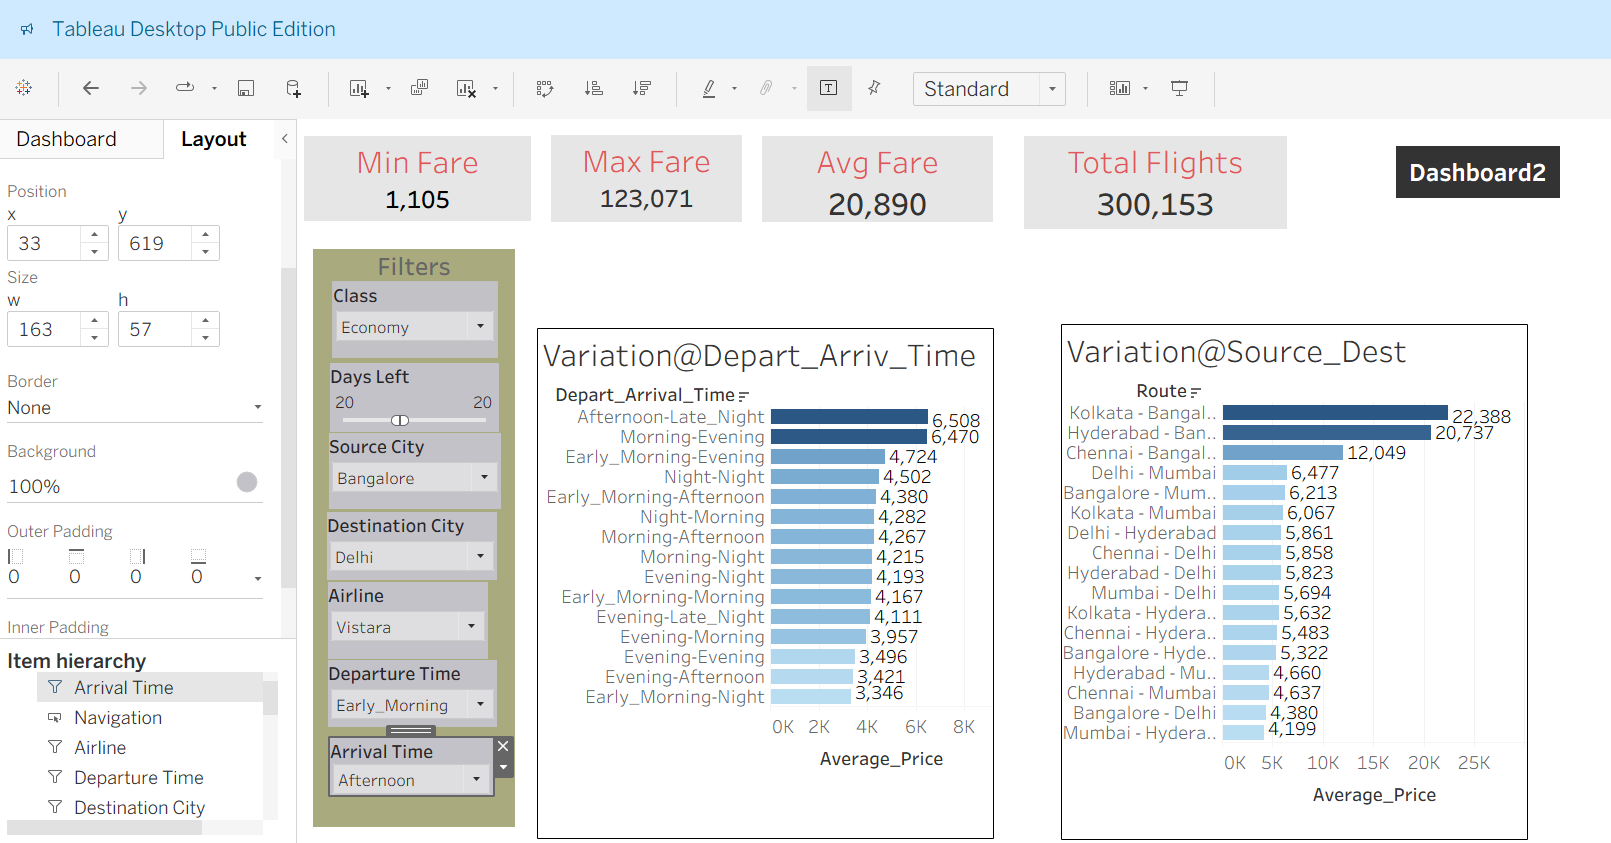 Tableau Desktop Public Edition
Standard
Dashboard
Layout
Position
x y
33 619
Size
w h
163 57
Border
None
Background
100%
Outer Padding
0 0 0 0
Inner Padding
Item hierarchy
Arrival Time
Navigation
Airline
Departure Time
Destination City
Min Fare
1,105
Max Fare
123,071
Avg Fare
20,890
Total Flights
300,153
Dashboard2
Filters
Class
Economy
Days Left
20 20
Source City
Bangalore
Destination City
Delhi
Airline
Vistara
Departure Time
Early_Morning
Arrival Time
Afternoon
Variation@Depart_Arriv_Time
Depart_Arrival_Time
Afternoon-Late_Night 6,508
Morning-Evening 6,470
Early_Morning-Evening 4,724
Night-Night 4,502
Early_Morning-Afternoon 4,380
Night-Morning 4,282
Morning-Afternoon 4,267
Morning-Night 4,215
Evening-Night 4,193
Early_Morning-Morning 4,167
Evening-Late_Night 4,111
Evening-Morning 3,957
Evening-Evening 3,496
Evening-Afternoon 3,421
Early_Morning-Night 3,346
0K 2K 4K 6K 8K
Average_Price
Variation@Source_Dest
Route
Kolkata - Bangal.. 22,388
Hyderabad - Ban.. 20,737
Chennai - Bangal.. 12,049
Delhi - Mumbai 6,477
Bangalore - Mum.. 6,213
Kolkata - Mumbai 6,067
Delhi - Hyderabad 5,861
Chennai - Delhi 5,858
Hyderabad - Delhi 5,823
Mumbai - Delhi 5,694
Kolkata - Hydera.. 5,632
Chennai - Hydera.. 5,483
Bangalore - Hyde.. 5,322
Hyderabad - Mu.. 4,660
Chennai - Mumbai 4,637
Bangalore - Delhi 4,380
Mumbai - Hydera.. 4,199
0K 5K 10K 15K 20K 25K
Average_Price